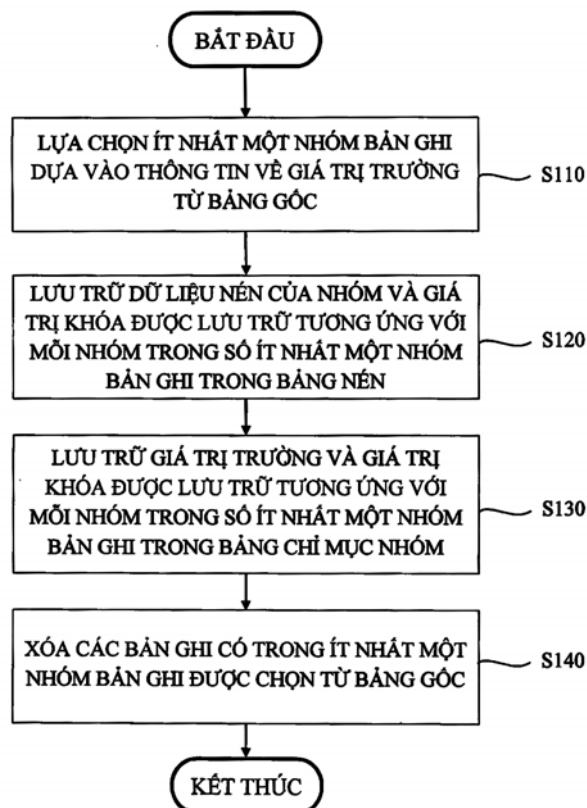 BẮT ĐẦU
LỰA CHỌN ÍT NHẤT MỘT NHÓM BẢN GHI
DỰA VÀO THÔNG TIN VỀ GIÁ TRỊ TRƯỜNG
TỪ BẢNG GỐC
S110
LƯU TRỮ DỮ LIỆU NÉN CỦA NHÓM VÀ GIÁ
TRỊ KHÓA ĐƯỢC LƯU TRỮ TƯƠNG ỨNG VỚI
MỖI NHÓM TRONG SỐ ÍT NHẤT MỘT NHÓM
BẢN GHI TRONG BẢNG NÉN
S120
LƯU TRỮ GIÁ TRỊ TRƯỜNG VÀ GIÁ TRỊ
KHÓA ĐƯỢC LƯU TRỮ TƯƠNG ỨNG VỚI
MỖI NHÓM TRONG SỐ ÍT NHẤT MỘT NHÓM
BẢN GHI TRONG BẢNG CHỈ MỤC NHÓM
S130
XÓA CÁC BẢN GHI CÓ TRONG ÍT NHẤT MỘT
NHÓM BẢN GHI ĐƯỢC CHỌN TỪ BẢNG GỐC
S140
KẾT THÚC